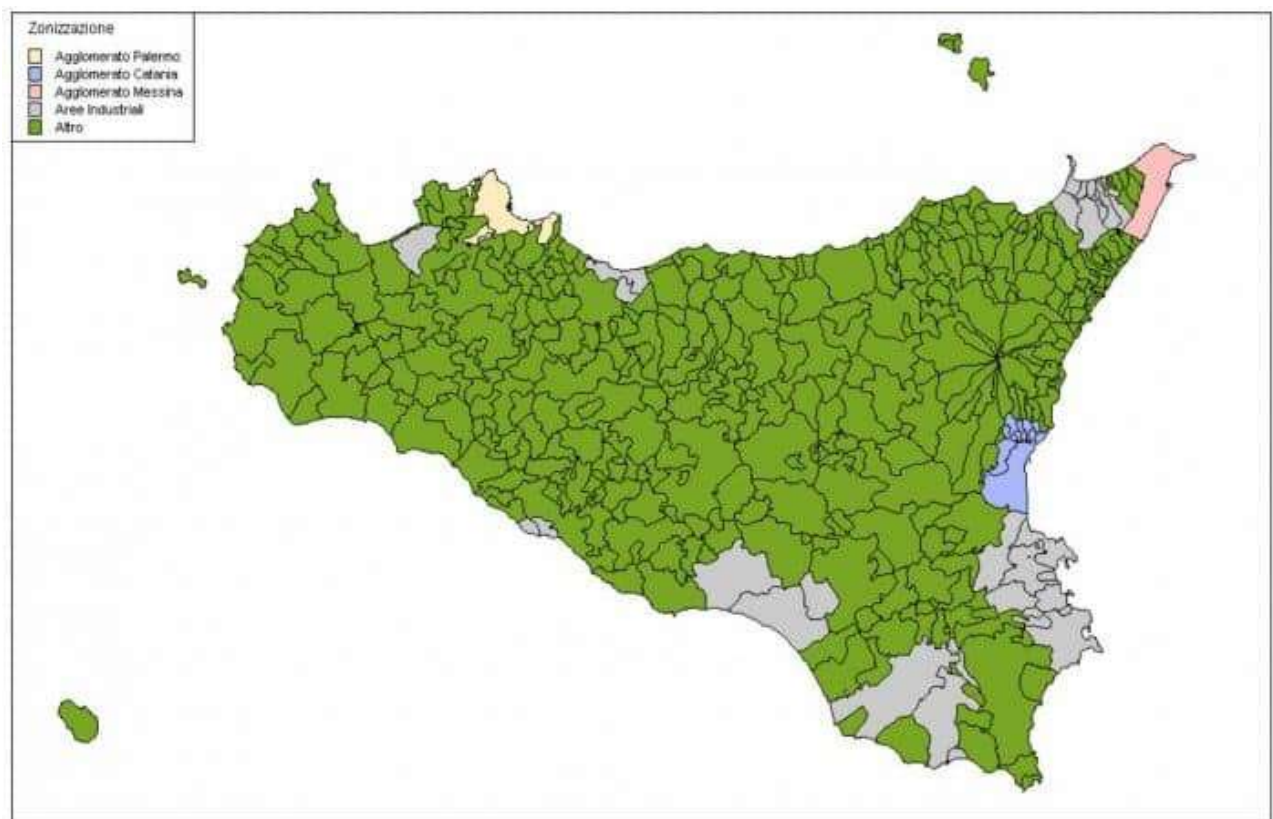 Zonizzazione
Agglomerato Palermo
Agglomerato Catania
Agglomerato Messina
Aree Industriali
Altro